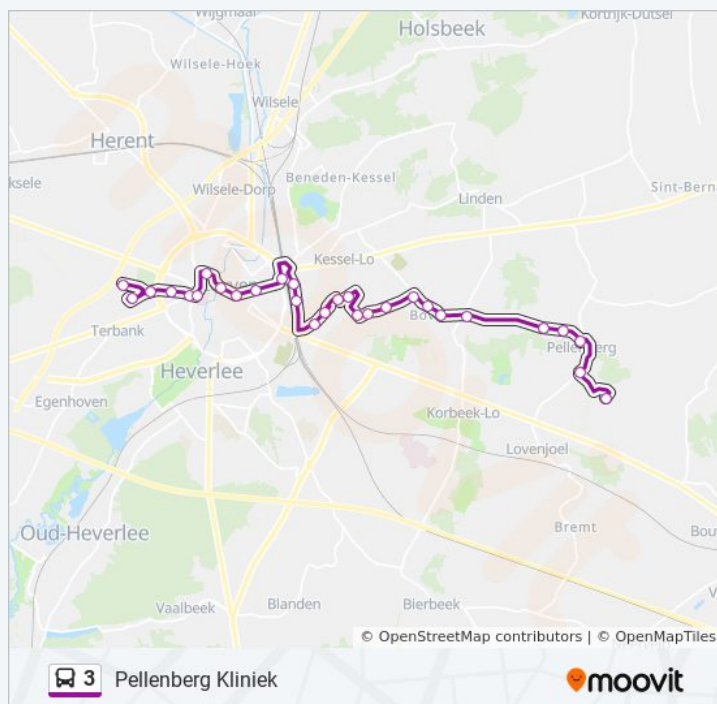 Wijgmaal
Holsbeek
Kortrijk-Dutsel
Wilsele-Hoek
Wilsele
Herent
Beneden-Kessel
ksele
Wilsele-Dorp
Linden
Sint-Berna
Kessel-Lo
Terbank
Pellenberg
Heverlee
Egenhoven
Korbeek-Lo
Lovenjoel
Oud-Heverlee
Bremt
Bou
Vaalbeek
Blanden
Bierbeek
© OpenStreetMap contributors | © OpenMapTiles
3 Pellenberg Kliniek
moovit